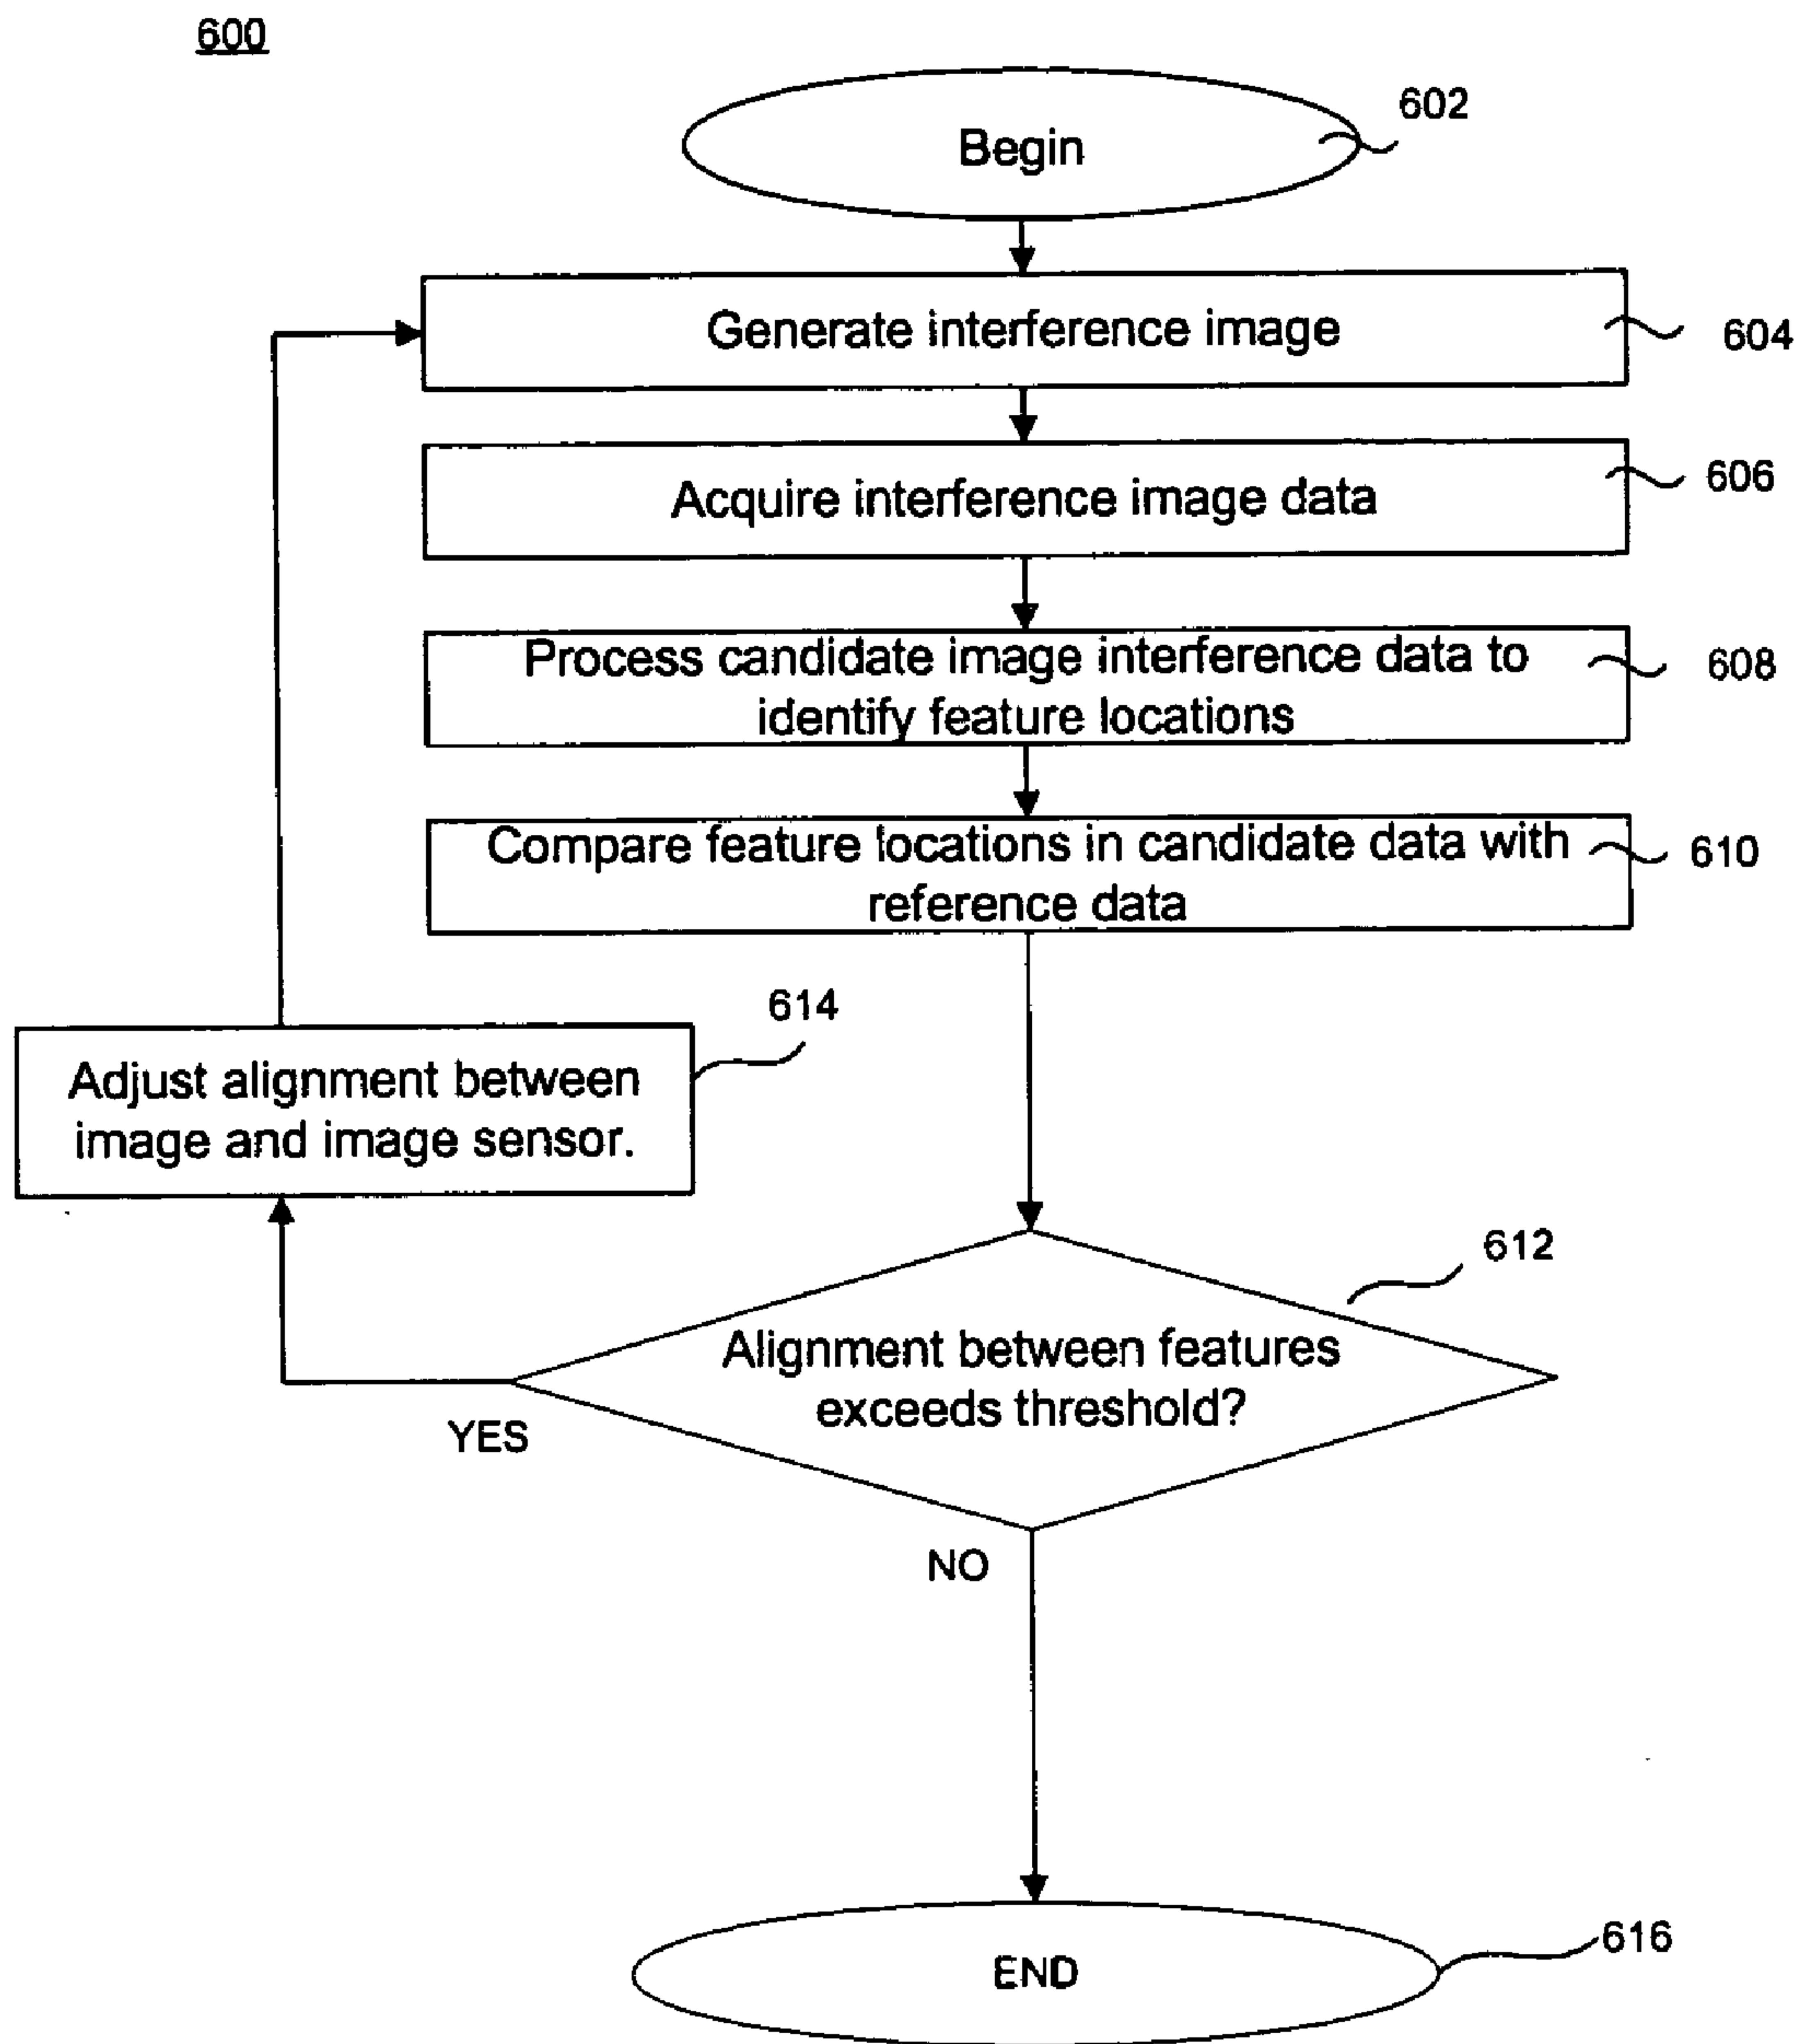 600
602
Begin
Generate interference image
604
Acquire interference image data
606
Process candidate image interference data to
identify feature locations
608
Compare feature locations in candidate data with
reference data
610
614
Adjust alignment between
image and image sensor.
612
Alignment between features
exceeds threshold?
YES
NO
END
616